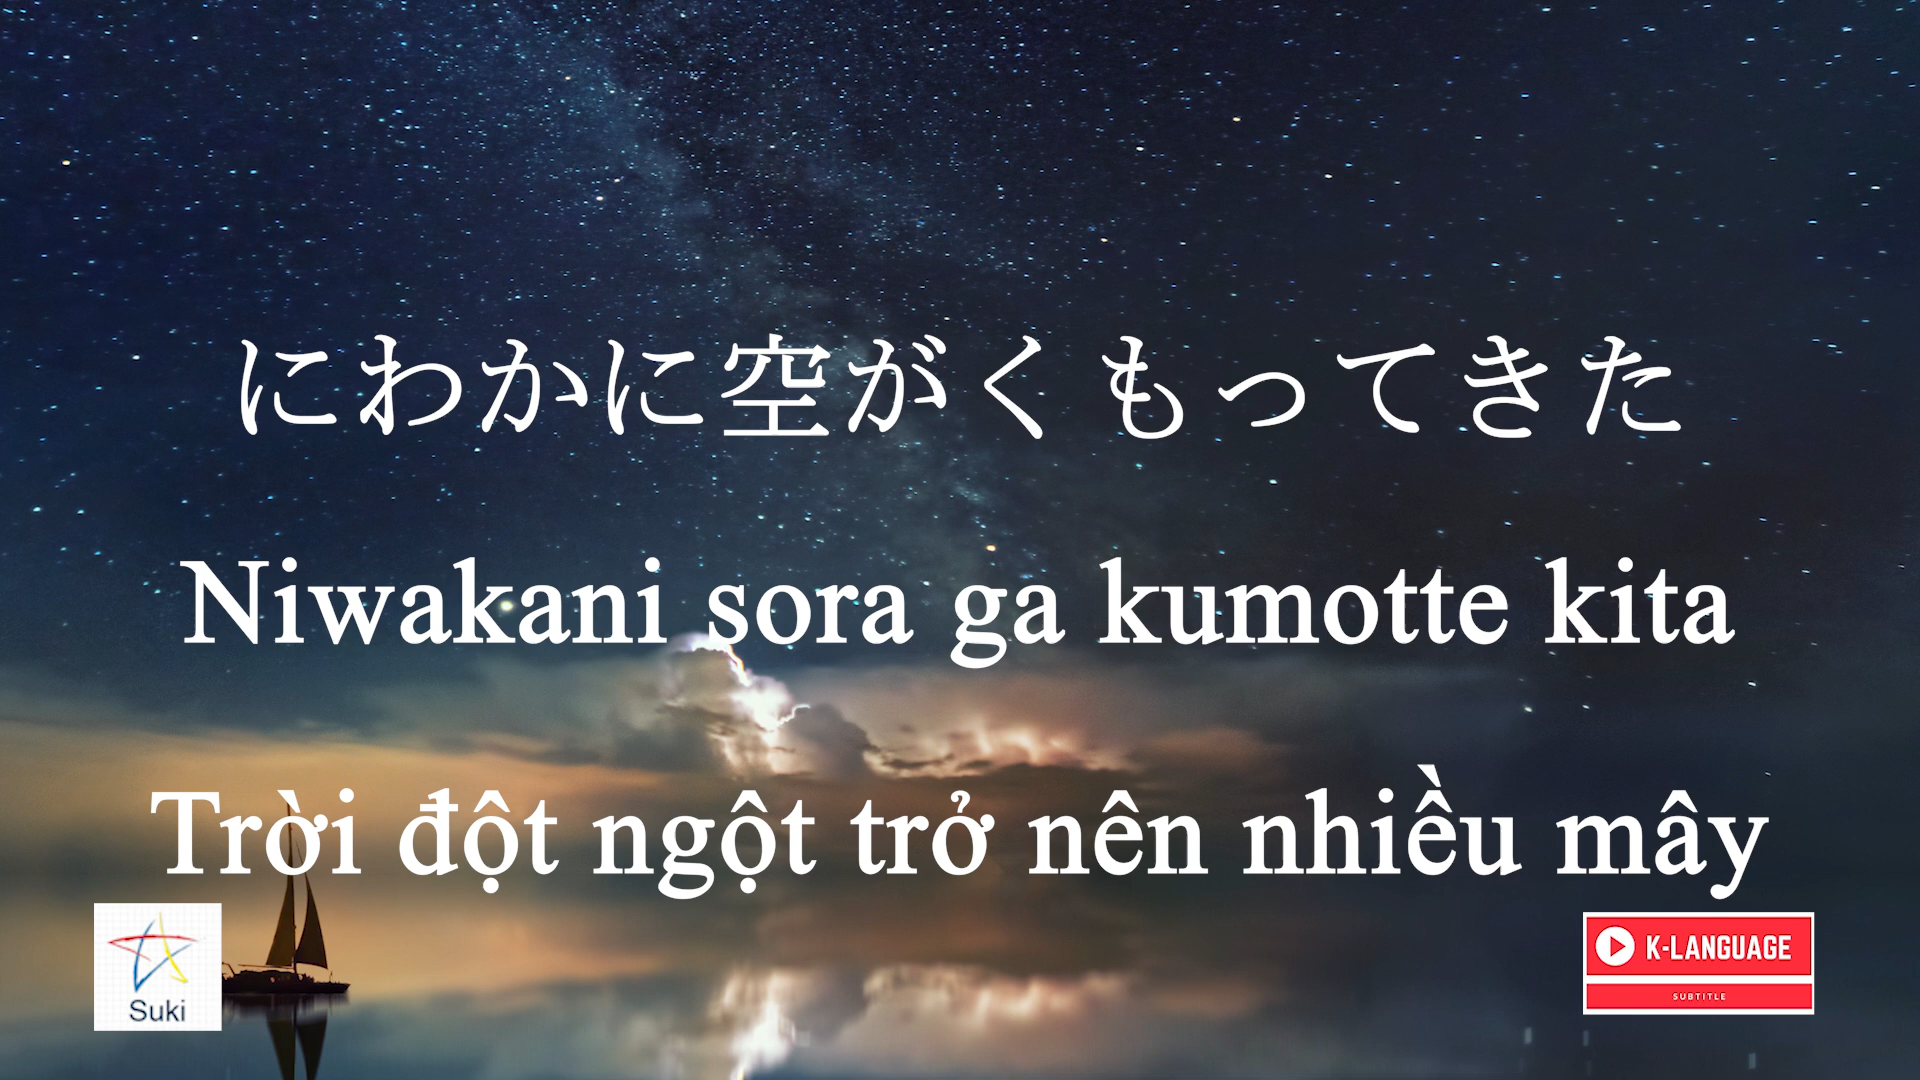 にわかに空がくもってきた
Niwakani sora ga kumotte kita
Trời đột ngột trở nên nhiều mây
Suki
K-LANGUAGE
SUBTITLE